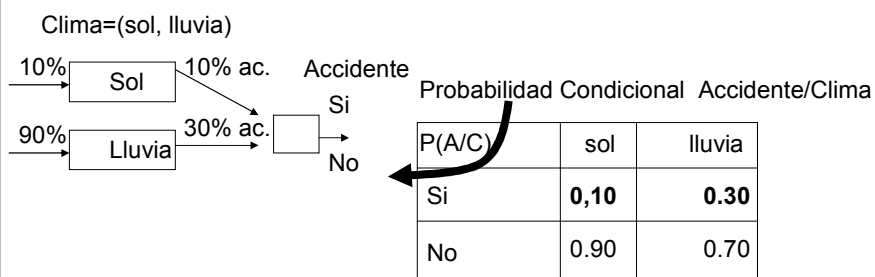 Clima=(sol, lluvia)
10% Sol 10% ac.
90% Lluvia 30% ac.
Accidente
Si
No
Probabilidad Condicional Accidente/Clima
P(A/C) sol lluvia
Si 0,10 0.30
No 0.90 0.70